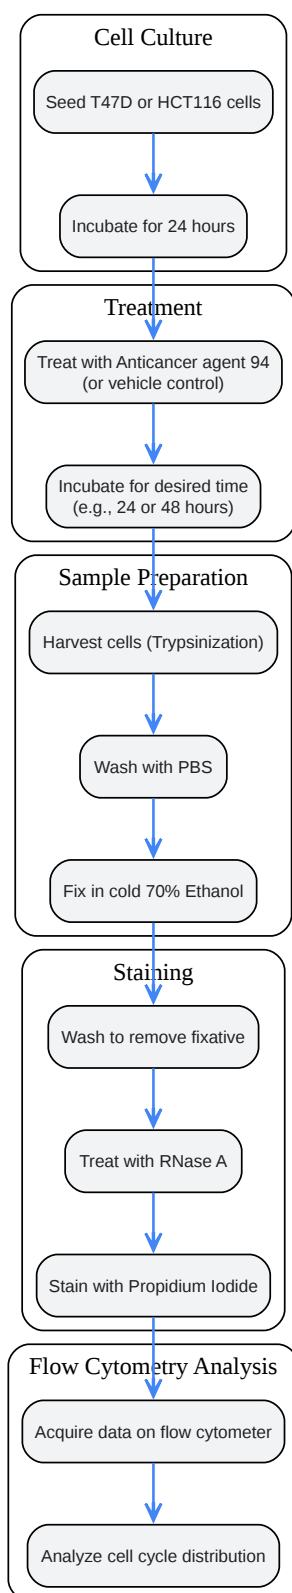 Cell Culture
Seed T47D or HCT116 cells
Incubate for 24 hours
Treatment
Treat with Anticancer agent 94
(or vehicle control)
Incubate for desired time
(e.g., 24 or 48 hours)
Sample Preparation
Harvest cells (Trypsinization)
Wash with PBS
Fix in cold 70% Ethanol
Staining
Wash to remove fixative
Treat with RNase A
Stain with Propidium Iodide
Flow Cytometry Analysis
Acquire data on flow cytometer
Analyze cell cycle distribution